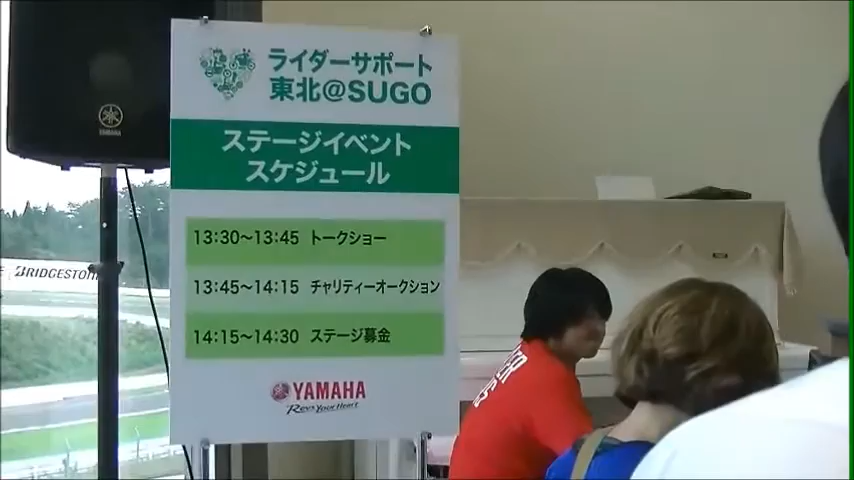 ライダーサポート
東北@SUGO
ステージイベント
スケジュール
13:30~13:45 トークショー
13:45~14:15 チャリティーオークション
14:15~14:30 ステージ募金
YAMAHA
Revs Your Heart
YAMAHA
BRIDGESTONE